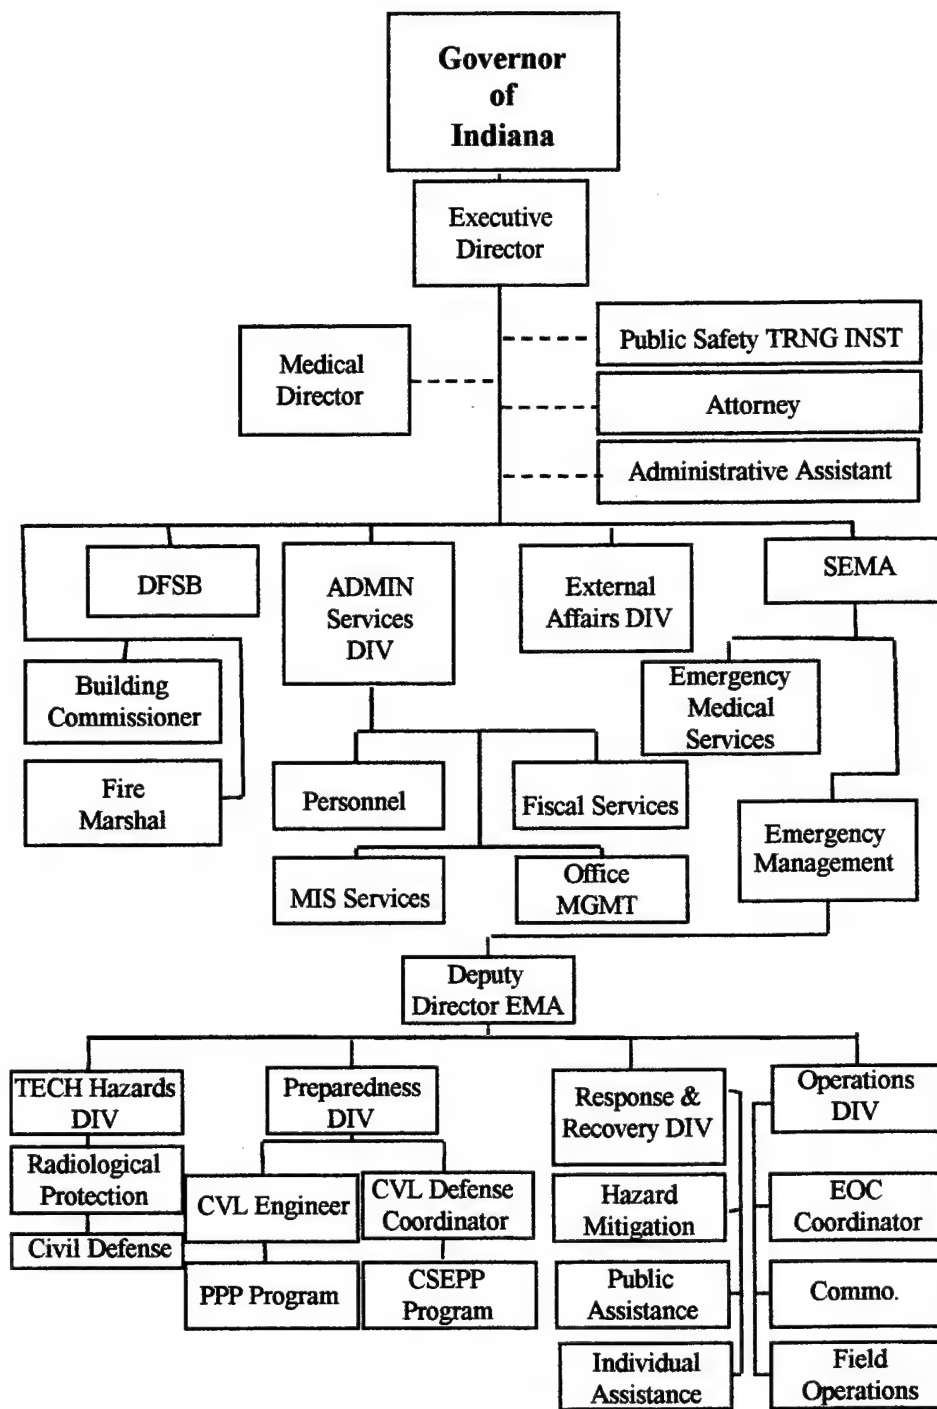 Governor
of
Indiana
Executive
Director
Medical
Director
Public Safety TRNG INST
Attorney
Administrative Assistant
DFSB
ADMIN
Services
DIV
External
Affairs DIV
SEMA
Building
Commissioner
Emergency
Medical
Services
Fire
Marshal
Personnel
Fiscal Services
Emergency
Management
MIS Services
Office
MGMT
Deputy
Director EMA
TECH Hazards
DIV
Preparedness
DIV
Response &
Recovery DIV
Operations
DIV
Radiological
Protection
CVL Engineer
CVL Defense
Coordinator
Hazard
Mitigation
EOC
Coordinator
Civil Defense
PPP Program
CSEPP
Program
Public
Assistance
Commo.
Individual
Assistance
Field
Operations